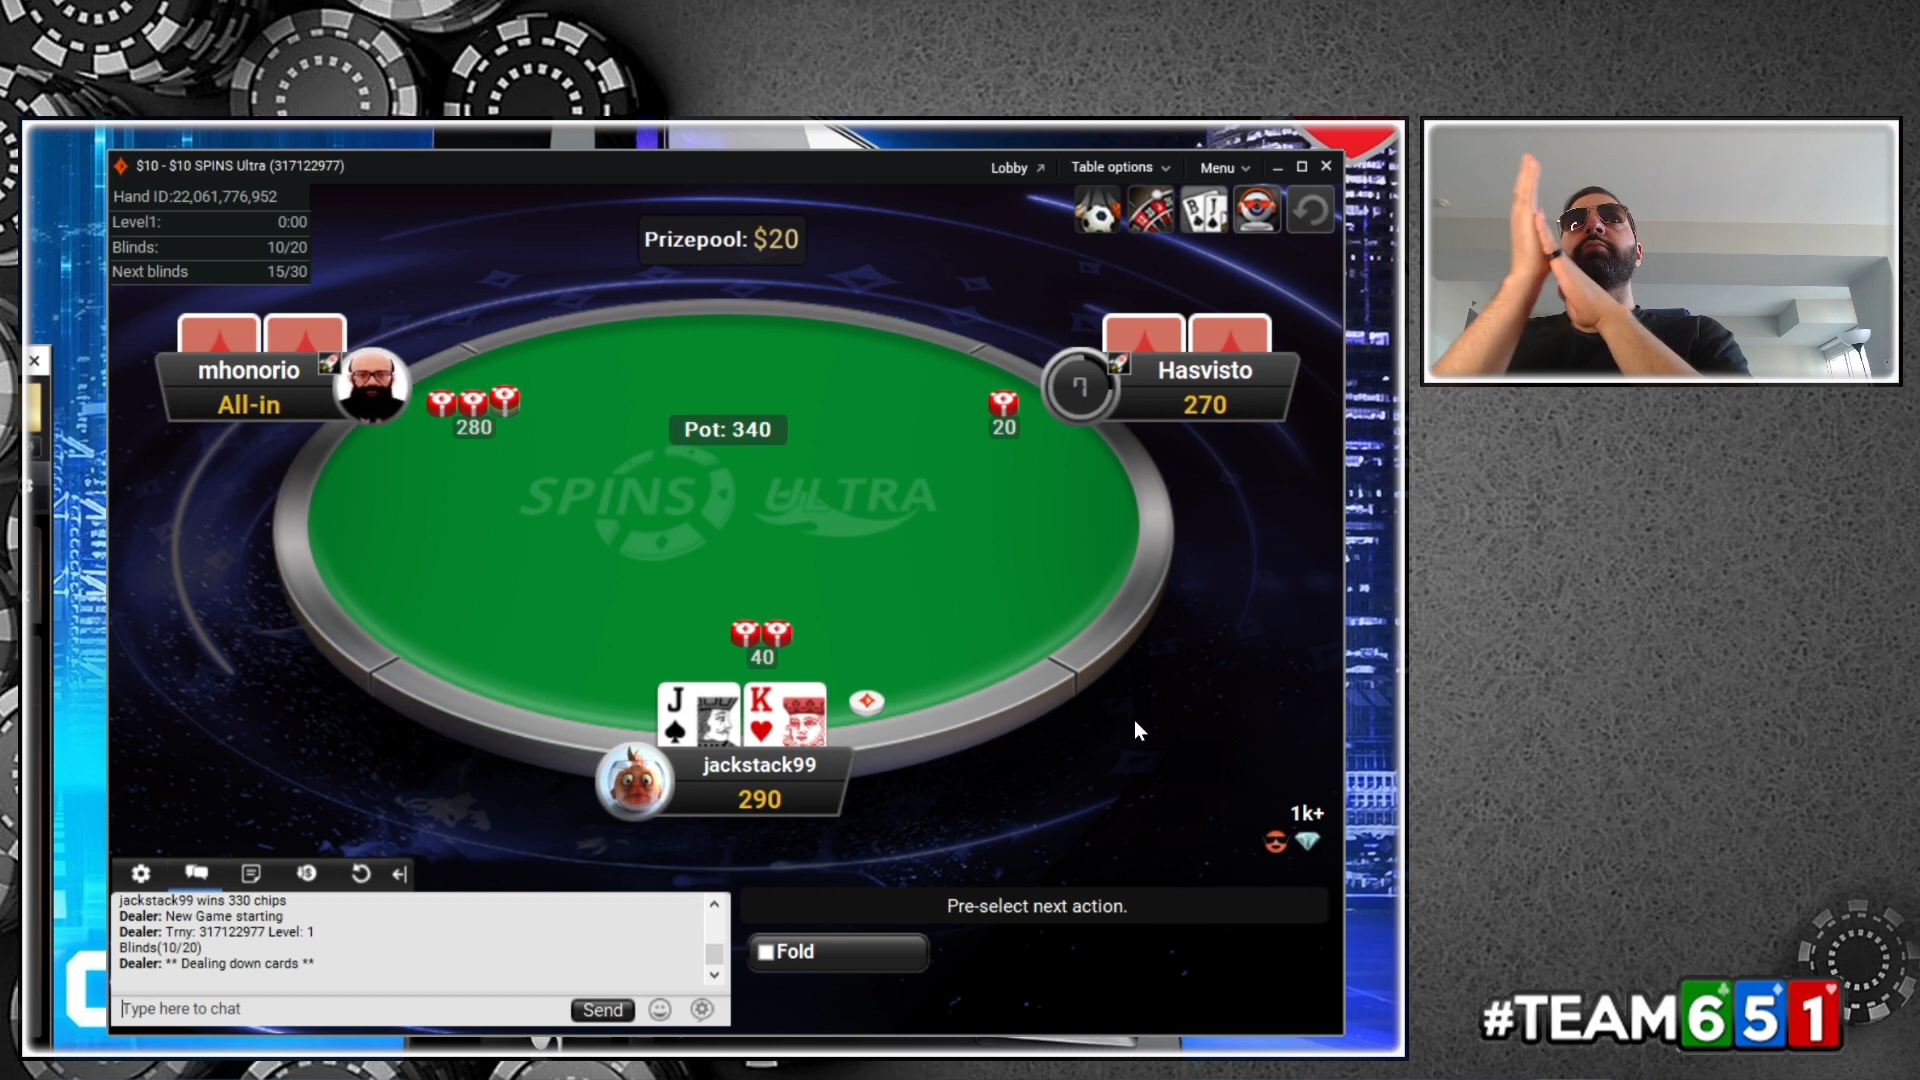 $10 - $10 SPINS Ultra (317122977)
Lobby
Table options
Menu
Hand ID:22,061,776,952
Level1: 0:00
Blinds: 10/20
Next blinds 15/30
Prizepool: $20
B J
mhonorio
All-in
280
Pot: 340
20
7
Hasvisto
270
SPINS ULTRA
40
J K
jackstack99
290
1k+
jackstack99 wins 330 chips
Dealer: New Game starting
Dealer: Trny: 317122977 Level: 1
Blinds(10/20)
Dealer: ** Dealing down cards **
Type here to chat
Send
Pre-select next action.
Fold
#TEAM651